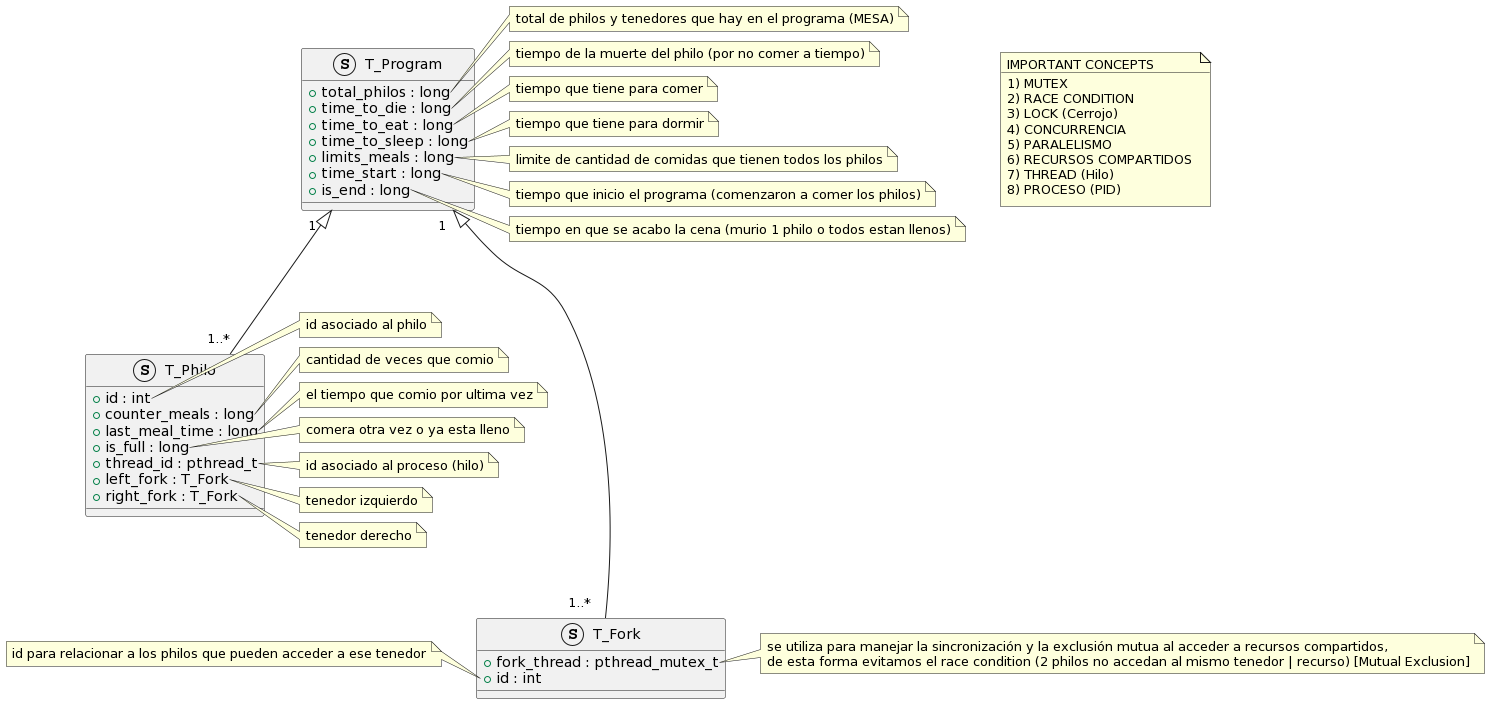 total de philos y tenedores que hay en el programa (MESA)
S T_Program
total_philos : long
time_to_die : long
time_to_eat : long
time_to_sleep : long
limits_meals : long
time_start : long
is_end : long
tiempo de la muerte del philo (por no comer a tiempo)
tiempo que tiene para comer
tiempo que tiene para dormir
limite de cantidad de comidas que tienen todos los philos
tiempo que inicio el programa (comenzaron a comer los philos)
tiempo en que se acabo la cena (murio 1 philo o todos estan llenos)
IMPORTANT CONCEPTS
1) MUTEX
2) RACE CONDITION
3) LOCK (Cerrojo)
4) CONCURRENCIA
5) PARALELISMO
6) RECURSOS COMPARTIDOS
7) THREAD (Hilo)
8) PROCESO (PID)
1
1
1..*
S T_Philo
id : int
counter_meals : long
last_meal_time : long
is_full : long
thread_id : pthread_t
left_fork : T_Fork
right_fork : T_Fork
id asociado al philo
cantidad de veces que comio
el tiempo que comio por ultima vez
comera otra vez o ya esta lleno
id asociado al proceso (hilo)
tenedor izquierdo
tenedor derecho
1..*
S T_Fork
fork_thread : pthread_mutex_t
id : int
id para relacionar a los philos que pueden acceder a ese tenedor
se utiliza para manejar la sincronización y la exclusión mutua al acceder a recursos compartidos,
de esta forma evitamos el race condition (2 philos no accedan al mismo tenedor | recurso) [Mutual Exclusion]